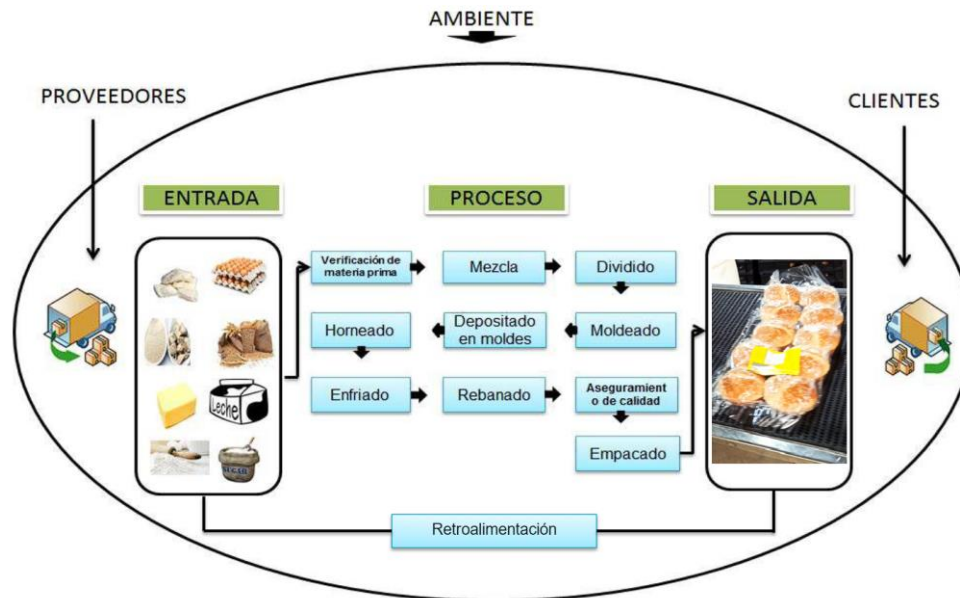 AMBIENTE
PROVEEDORES
CLIENTES
ENTRADA
PROCESO
SALIDA
Verificación de
materia prima
Mezcla
Dividido
Horneado
Depositado
en moldes
Moldeado
Enfriado
Rebanado
Aseguramient
o de calidad
Empacado
Leche
SUGAR
Retroalimentación